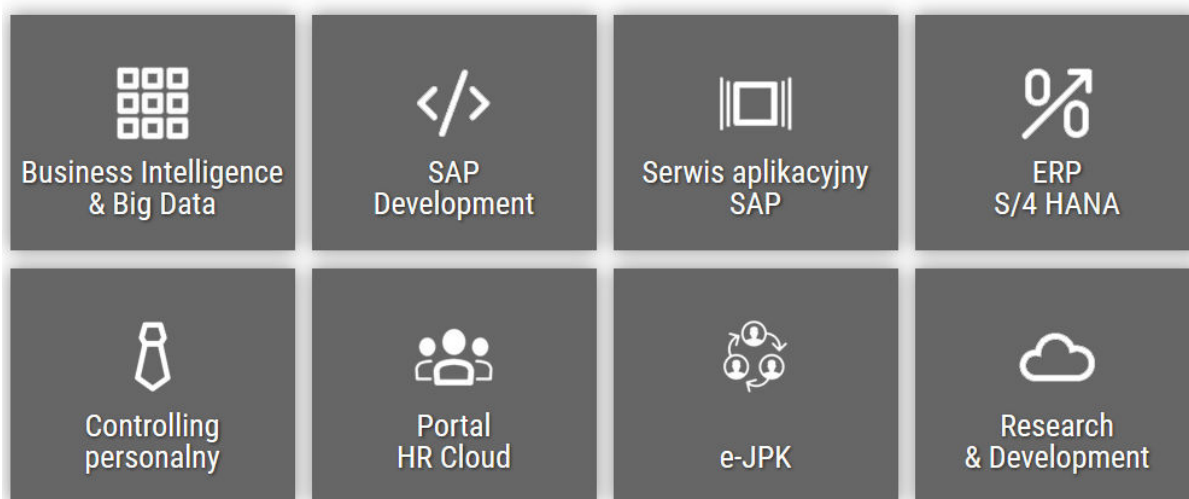 Business Intelligence
& Big Data
SAP
Development
Serwis aplikacyjny
SAP
ERP
S/4 HANA
Controlling
personalny
Portal
HR Cloud
e-JPK
Research
& Development